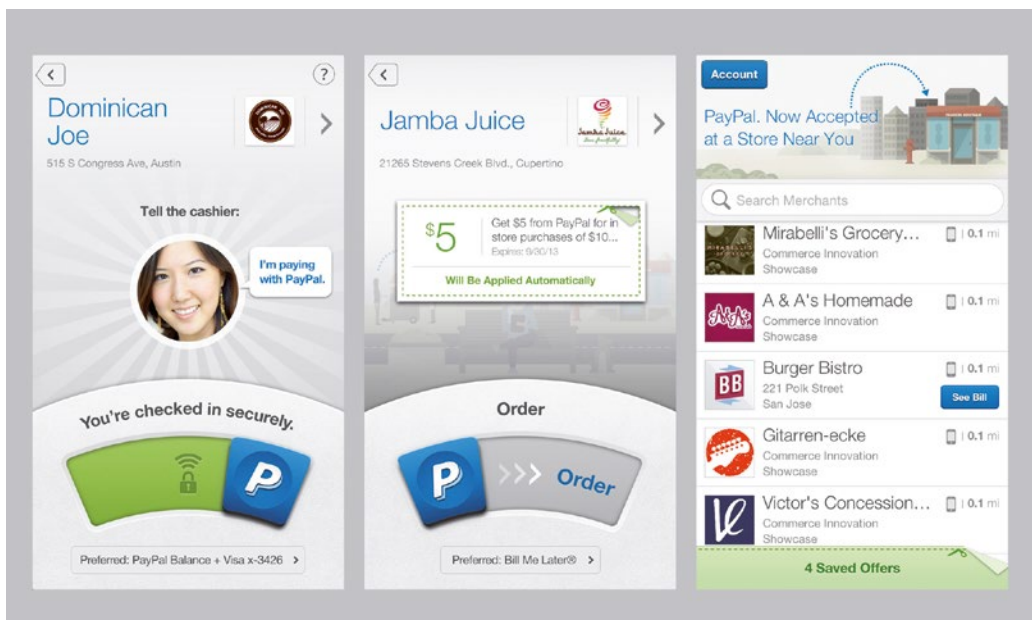 Dominican
Joe
515 S Congress Ave, Austin
?
Tell the cashier:
I'm paying
with PayPal.
You're checked in securely.
P
Preferred: PayPal Balance + Visa x-3426
Jamba Juice
Jamba Juice
21265 Stevens Creek Blvd., Cupertino
$5
Get $5 from PayPal for in
store purchases of $10...
Expires: 9/30/13
Will Be Applied Automatically
Order
P
Order
Preferred: Bill Me Later®
Account
PayPal. Now Accepted
at a Store Near You
Search Merchants
MIRABELLI'S
Mirabelli's Grocery...
0.1 mi
Commerce Innovation
Showcase
A&A's
A & A's Homemade
0.1 mi
Commerce Innovation
Showcase
BB
Burger Bistro
0.1 mi
221 Polk Street
San Jose
See Bill
Gitarren-ecke
0.1 mi
Commerce Innovation
Showcase
Victor's Concession...
0.1 mi
Commerce Innovation
Showcase
4 Saved Offers